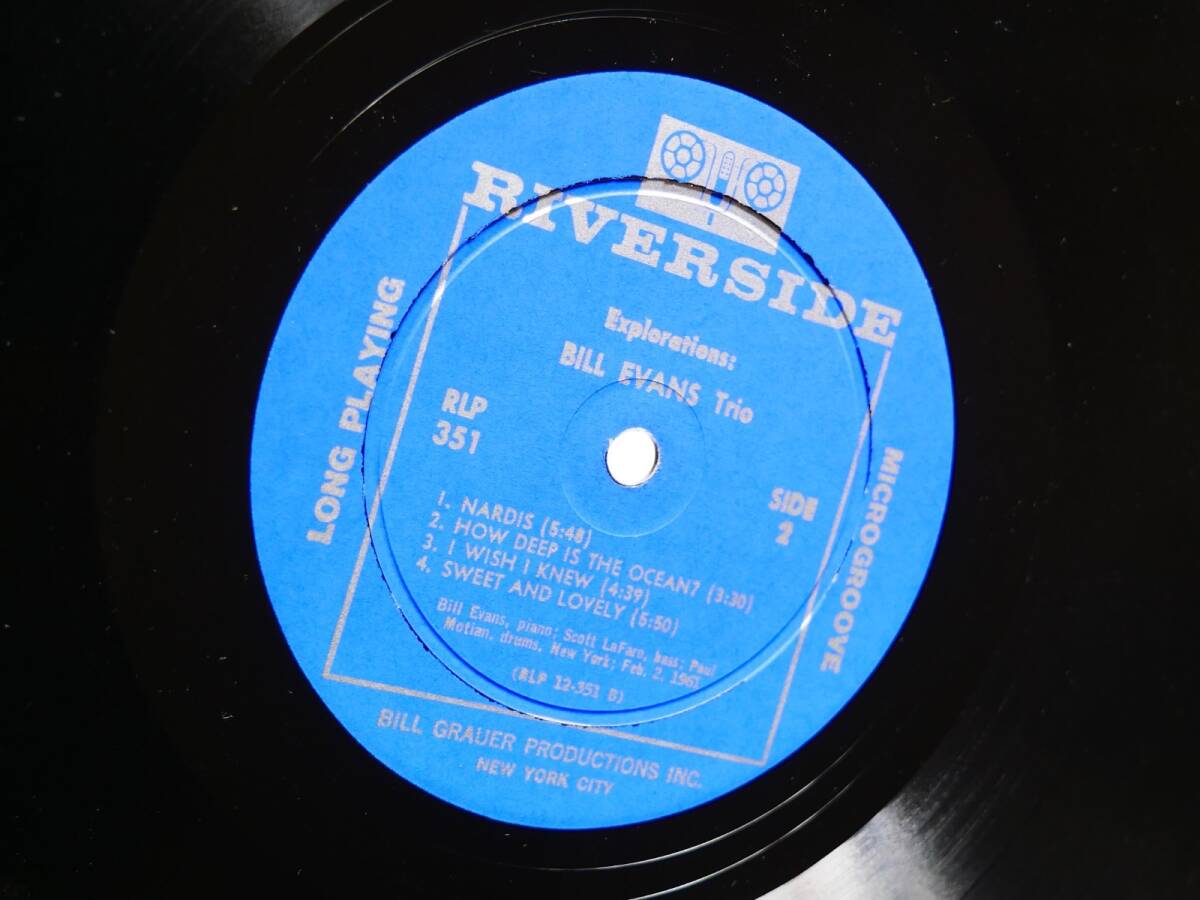 RIVERSIDE
LONG PLAYING
MICROGROOVE
Explorations:
BILL EVANS Trio
RLP
351
SIDE
2
1. NARDIS (5:48)
2. HOW DEEP IS THE OCEAN? (3:30)
3. I WISH I KNEW (4:39)
4. SWEET AND LOVELY (5:50)
Bill Evans, piano; Scott LaFaro, bass; Paul
Motian, drums. New York; Feb. 2, 1961
(RLP 12-351 B)
BILL GRAUER PRODUCTIONS INC.
NEW YORK CITY